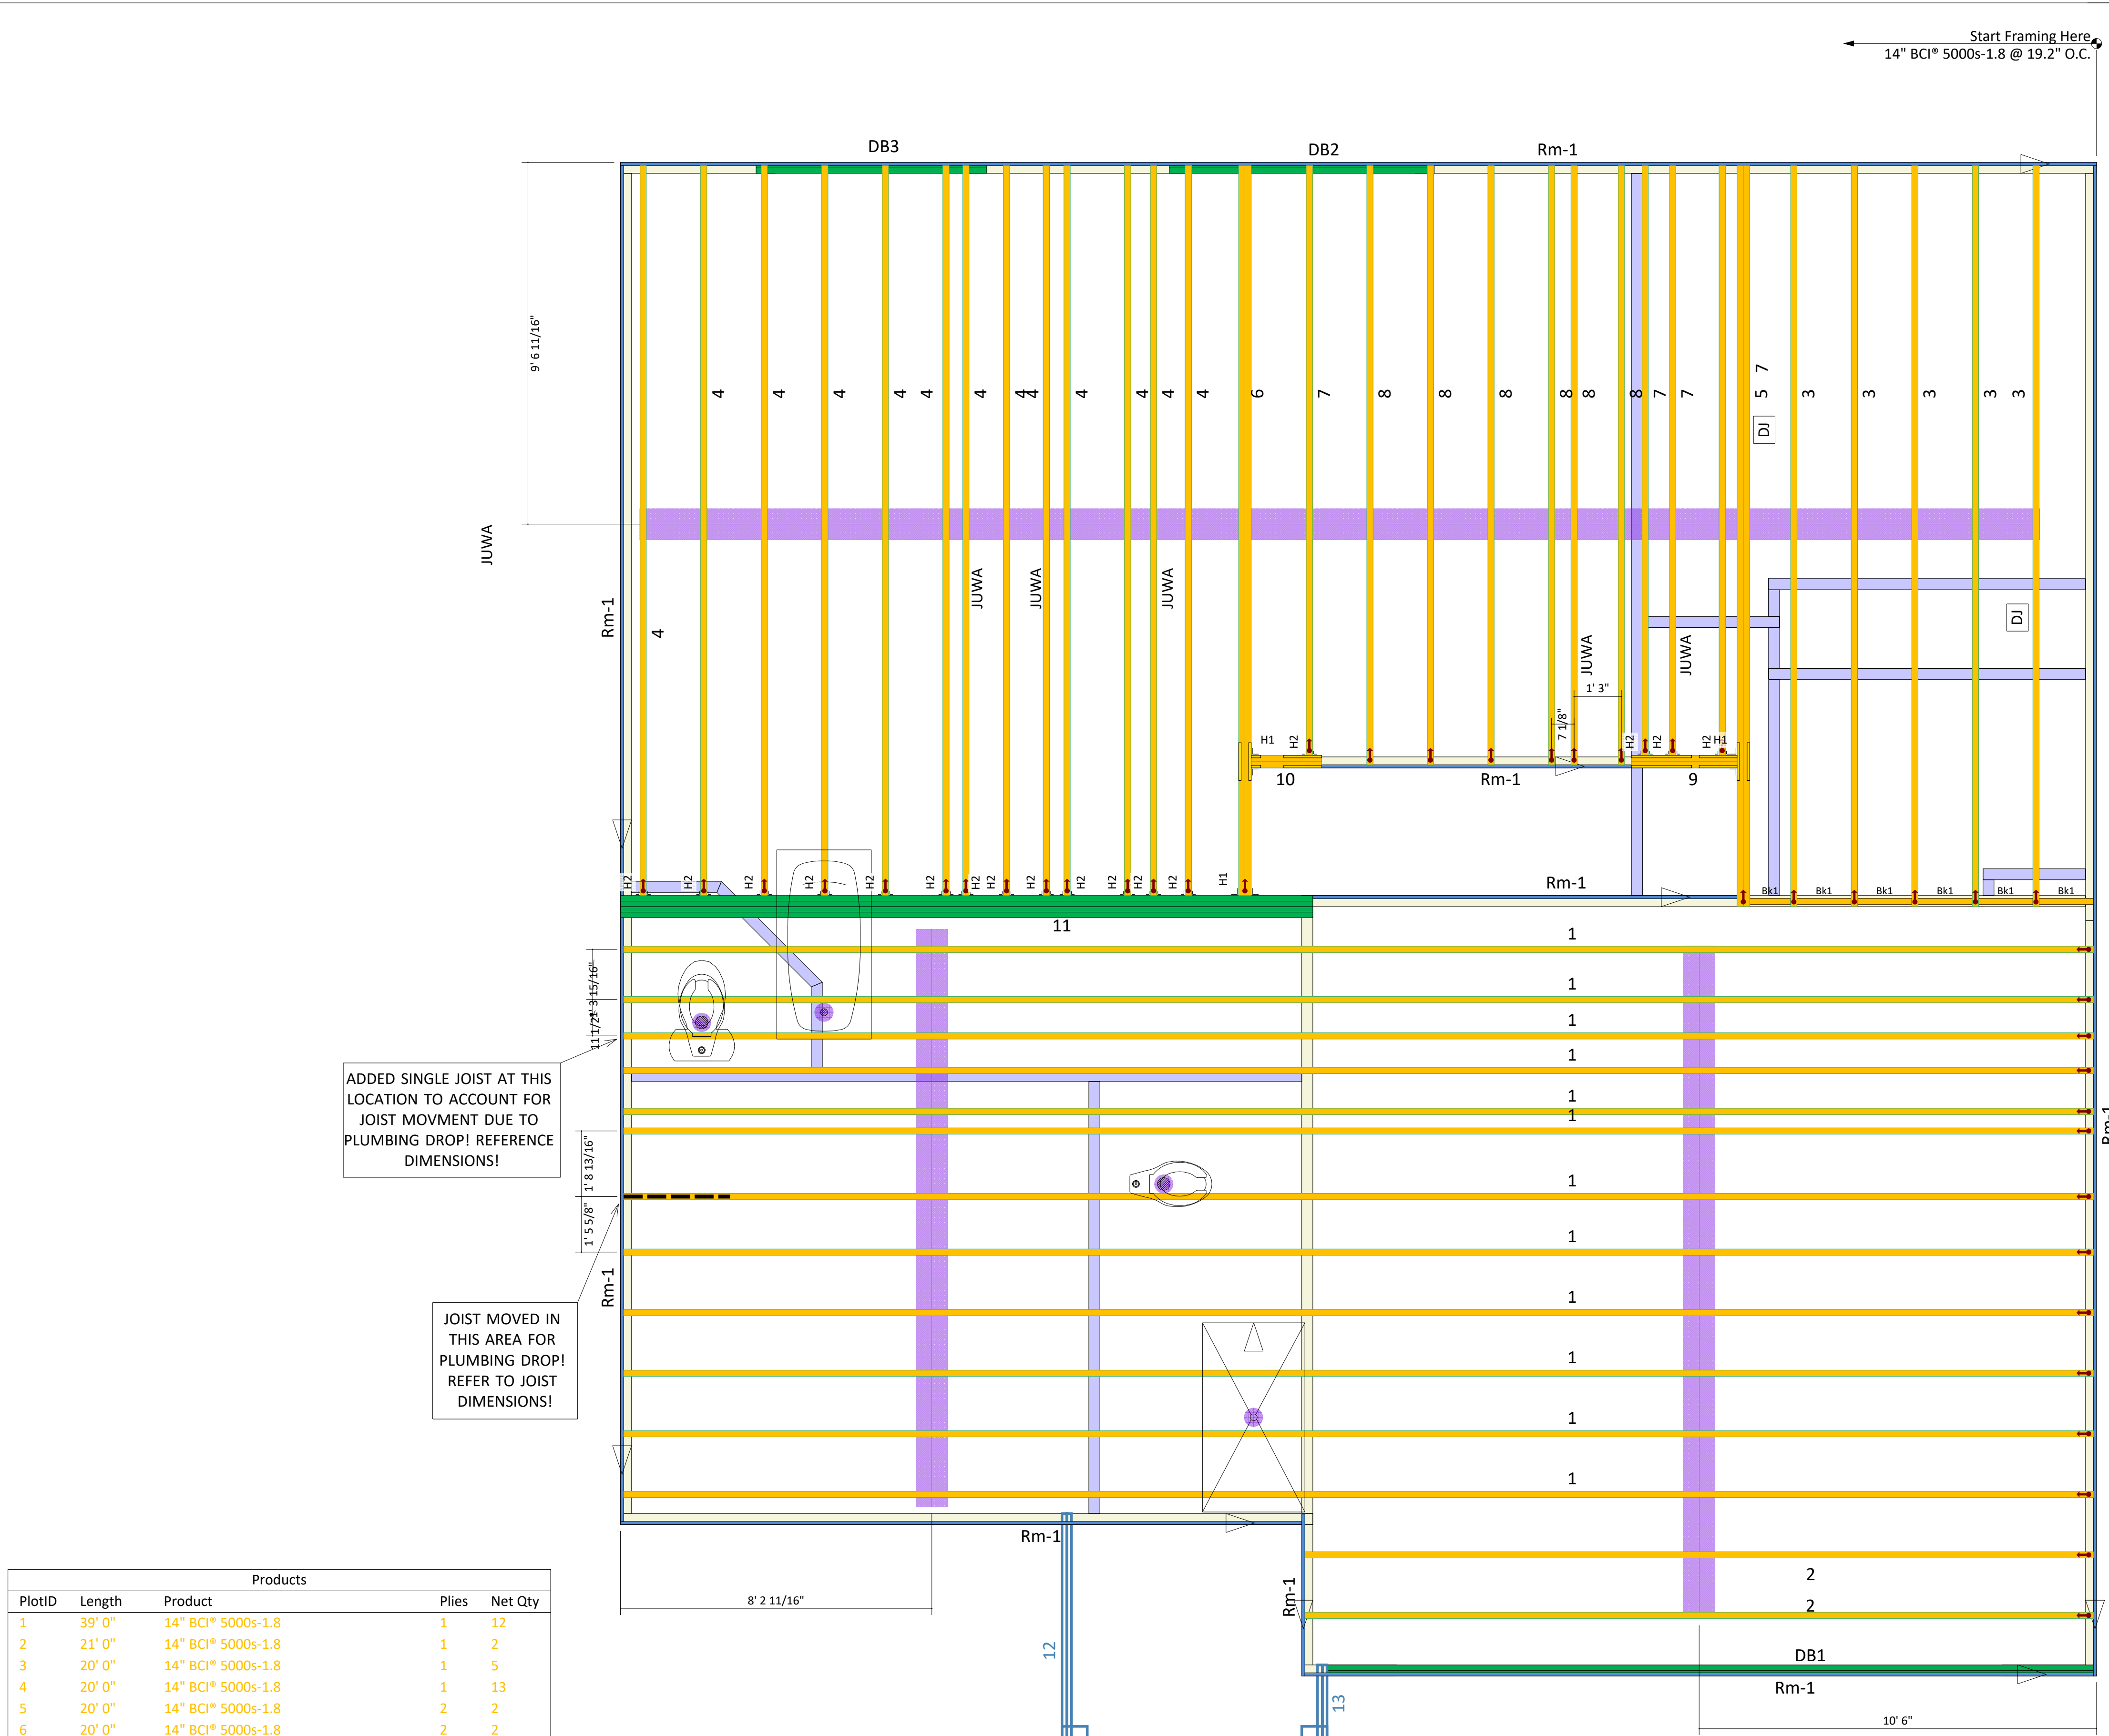 Start Framing Here
14" BCI® 5000s-1.8 @ 19.2" O.C.
DB3
DB2
Rm-1
9' 6 11/16"
JUWA
Rm-1
4
4
4
4
4
4
4
4
4
4
4
4
4
6
7
8
8
8
8
8
8
7
7
5
7
3
3
3
3
3
DJ
DJ
JUWA
JUWA
JUWA
JUWA
JUWA
1' 3"
7 1/8"
H1
H2
H2
H2
H2
H1
10
Rm-1
9
H2
H2
H2
H2
H2
H2
H2
H2
H2
H2
H2
H2
H2
H1
Rm-1
Bk1
Bk1
Bk1
Bk1
Bk1
Bk1
11
1
1
1
1
1
1
1
1
1
1
1
1
1' 3 15/16"
11 1/2"
ADDED SINGLE JOIST AT THIS
LOCATION TO ACCOUNT FOR
JOIST MOVMENT DUE TO
PLUMBING DROP! REFERENCE
DIMENSIONS!
1' 8 13/16"
1' 5 5/8"
Rm-1
Rm-1
JOIST MOVED IN
THIS AREA FOR
PLUMBING DROP!
REFER TO JOIST
DIMENSIONS!
Rm-1
Rm-1
2
2
8' 2 11/16"
12
13
DB1
Rm-1
10' 6"
Products
PlotID Length Product Plies Net Qty
1 39' 0" 14" BCI® 5000s-1.8 1 12
2 21' 0" 14" BCI® 5000s-1.8 1 2
3 20' 0" 14" BCI® 5000s-1.8 1 5
4 20' 0" 14" BCI® 5000s-1.8 1 13
5 20' 0" 14" BCI® 5000s-1.8 2 2
6 20' 0" 14" BCI® 5000s-1.8 2 2